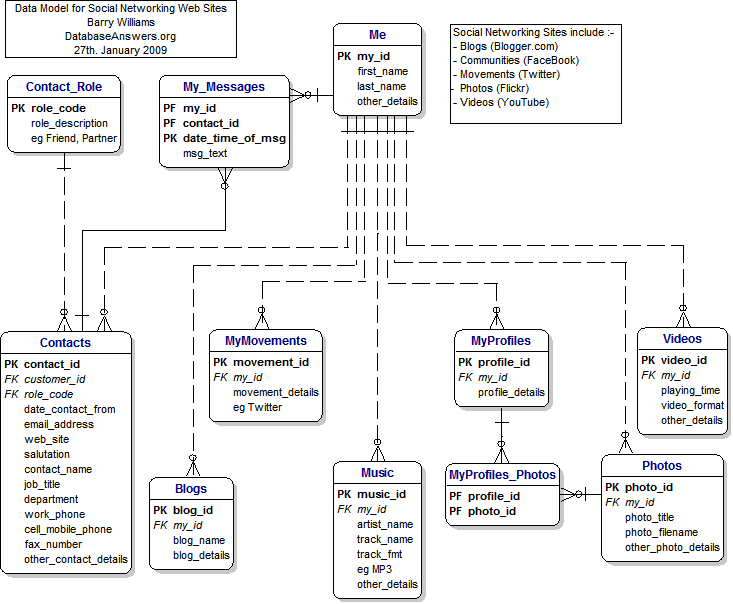 Data Model for Social Networking Web Sites
Barry Williams
DatabaseAnswers.org
27th. January 2009
Me
PK my_id
first_name
last_name
other_details
Social Networking Sites include :-
- Blogs (Blogger.com)
- Communities (FaceBook)
- Movements (Twitter)
- Photos (Flickr)
- Videos (YouTube)
Contact_Role
PK role_code
role_description
eg Friend, Partner
My_Messages
PF my_id
PF contact_id
PK date_time_of_msg
msg_text
Contacts
PK contact_id
FK customer_id
FK role_code
date_contact_from
email_address
web_site
salutation
contact_name
job_title
department
work_phone
cell_mobile_phone
fax_number
other_contact_details
MyMovements
PK movement_id
FK my_id
movement_details
eg Twitter
MyProfiles
PK profile_id
FK my_id
profile_details
Videos
PK video_id
FK my_id
playing_time
video_format
other_details
Blogs
PK blog_id
FK my_id
blog_name
blog_details
Music
PK music_id
FK my_id
artist_name
track_name
track_fmt
eg MP3
other_details
MyProfiles_Photos
PF profile_id
PF photo_id
Photos
PK photo_id
FK my_id
photo_title
photo_filename
other_photo_details